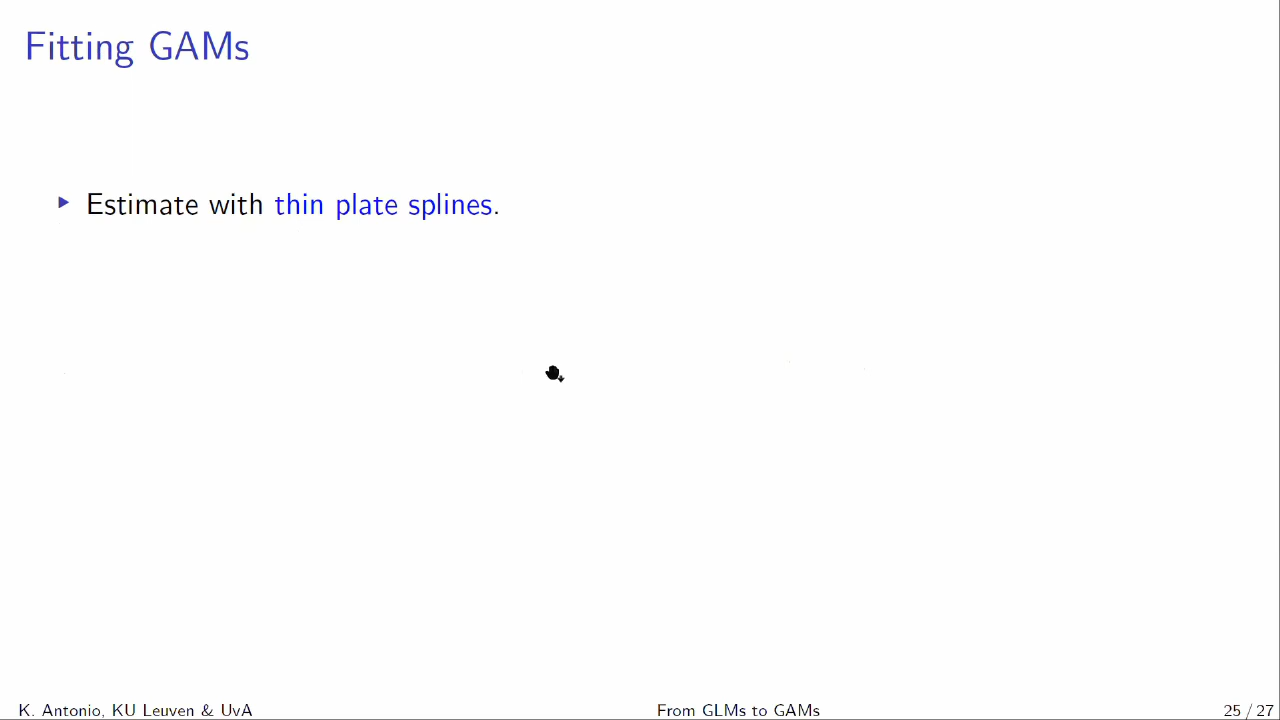 Fitting GAMs
Estimate with thin plate splines.
K. Antonio, KU Leuven & UvA
From GLMs to GAMs
25 / 27